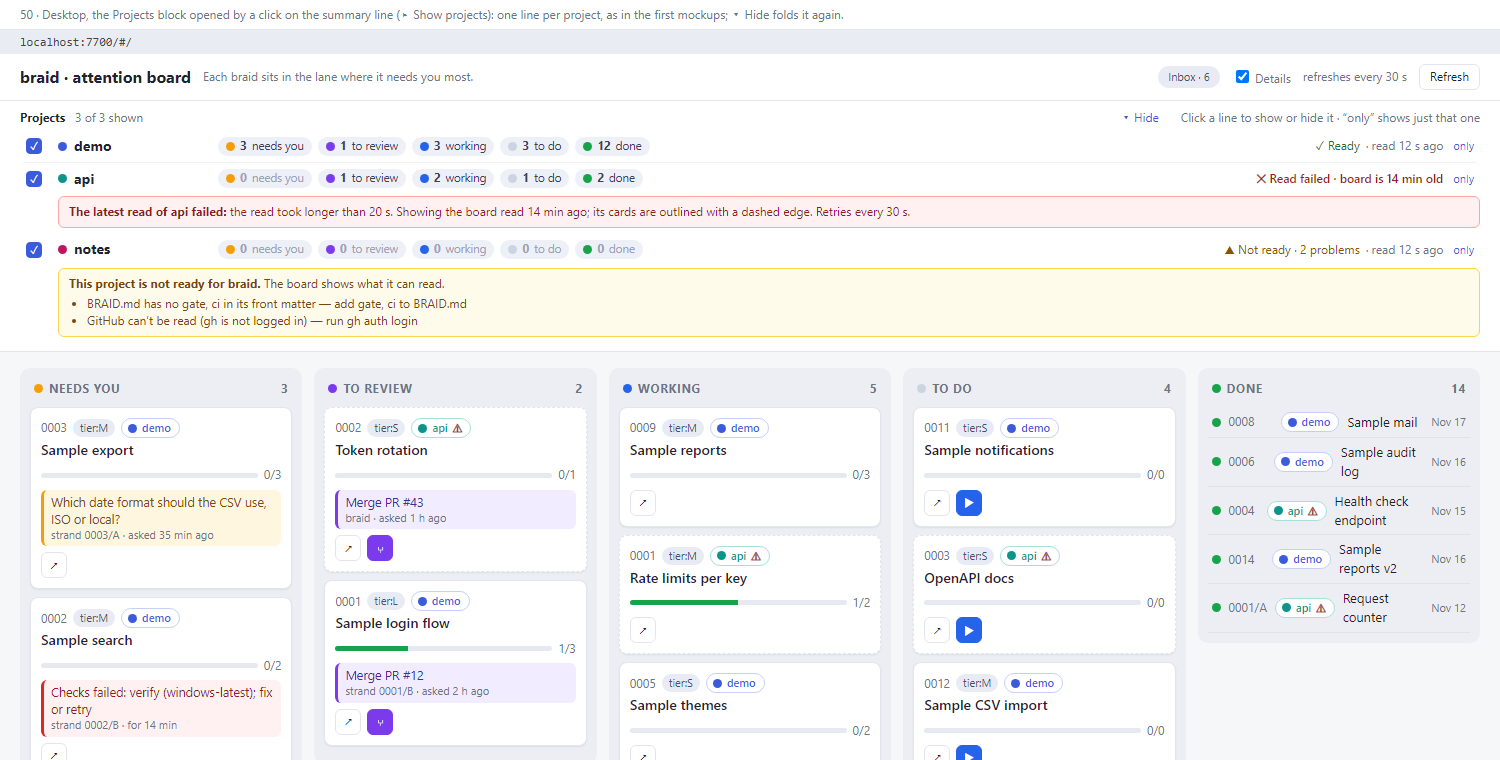 50 · Desktop, the Projects block opened by a click on the summary line (▸ Show projects): one line per project, as in the first mockups; ▾ Hide folds it again.
localhost:7700/#/
braid · attention board Each braid sits in the lane where it needs you most. Inbox · 6 Details refreshes every 30 s Refresh
Projects 3 of 3 shown ▾ Hide Click a line to show or hide it · “only” shows just that one
demo 3 needs you 1 to review 3 working 3 to do 12 done ✓ Ready · read 12 s ago only
api 0 needs you 1 to review 2 working 1 to do 2 done ✕ Read failed · board is 14 min old only
The latest read of api failed: the read took longer than 20 s. Showing the board read 14 min ago; its cards are outlined with a dashed edge. Retries every 30 s.
notes 0 needs you 0 to review 0 working 0 to do 0 done ▲ Not ready · 2 problems · read 12 s ago only
This project is not ready for braid. The board shows what it can read.
• BRAID.md has no gate, ci in its front matter — add gate, ci to BRAID.md
• GitHub can’t be read (gh is not logged in) — run gh auth login
NEEDS YOU 3
0003 tier:M demo
Sample export
0/3
Which date format should the CSV use,
ISO or local?
strand 0003/A · asked 35 min ago
↗
0002 tier:M demo
Sample search
0/2
Checks failed: verify (windows-latest); fix
or retry
strand 0002/B · for 14 min
↗
TO REVIEW 2
0002 tier:S api ⚠
Token rotation
0/1
Merge PR #43
braid · asked 1 h ago
↗
0001 tier:L demo
Sample login flow
1/3
Merge PR #12
strand 0001/B · asked 2 h ago
↗
WORKING 5
0009 tier:M demo
Sample reports
0/3
↗
0001 tier:M api ⚠
Rate limits per key
1/2
↗
0005 tier:S demo
Sample themes
0/2
↗
TO DO 4
0011 tier:S demo
Sample notifications
0/0
↗ ▶
0003 tier:S api ⚠
OpenAPI docs
0/0
↗ ▶
0012 tier:M demo
Sample CSV import
0/0
↗ ▶
DONE 14
0008 demo Sample mail Nov 17
0006 demo Sample audit
log Nov 16
0004 api ⚠ Health check
endpoint Nov 15
0014 demo Sample
reports v2 Nov 16
0001/A api ⚠ Request
counter Nov 12